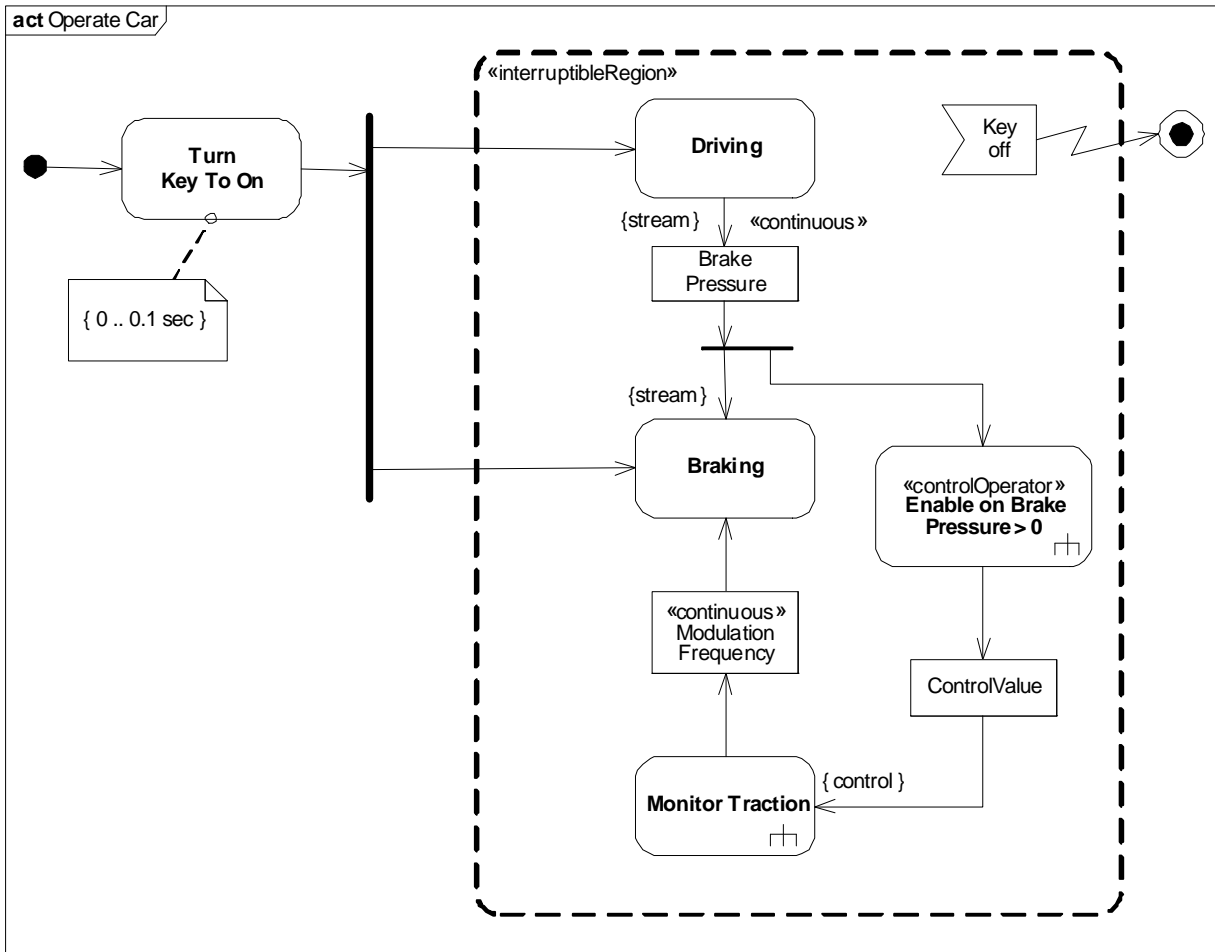 act Operate Car
«interruptibleRegion»
Turn
Key To On
{ 0 .. 0.1 sec }
Driving
Key
off
{stream} «continuous»
Brake
Pressure
{stream}
Braking
«controlOperator»
Enable on Brake
Pressure > 0
«continuous»
Modulation
Frequency
ControlValue
{ control }
Monitor Traction